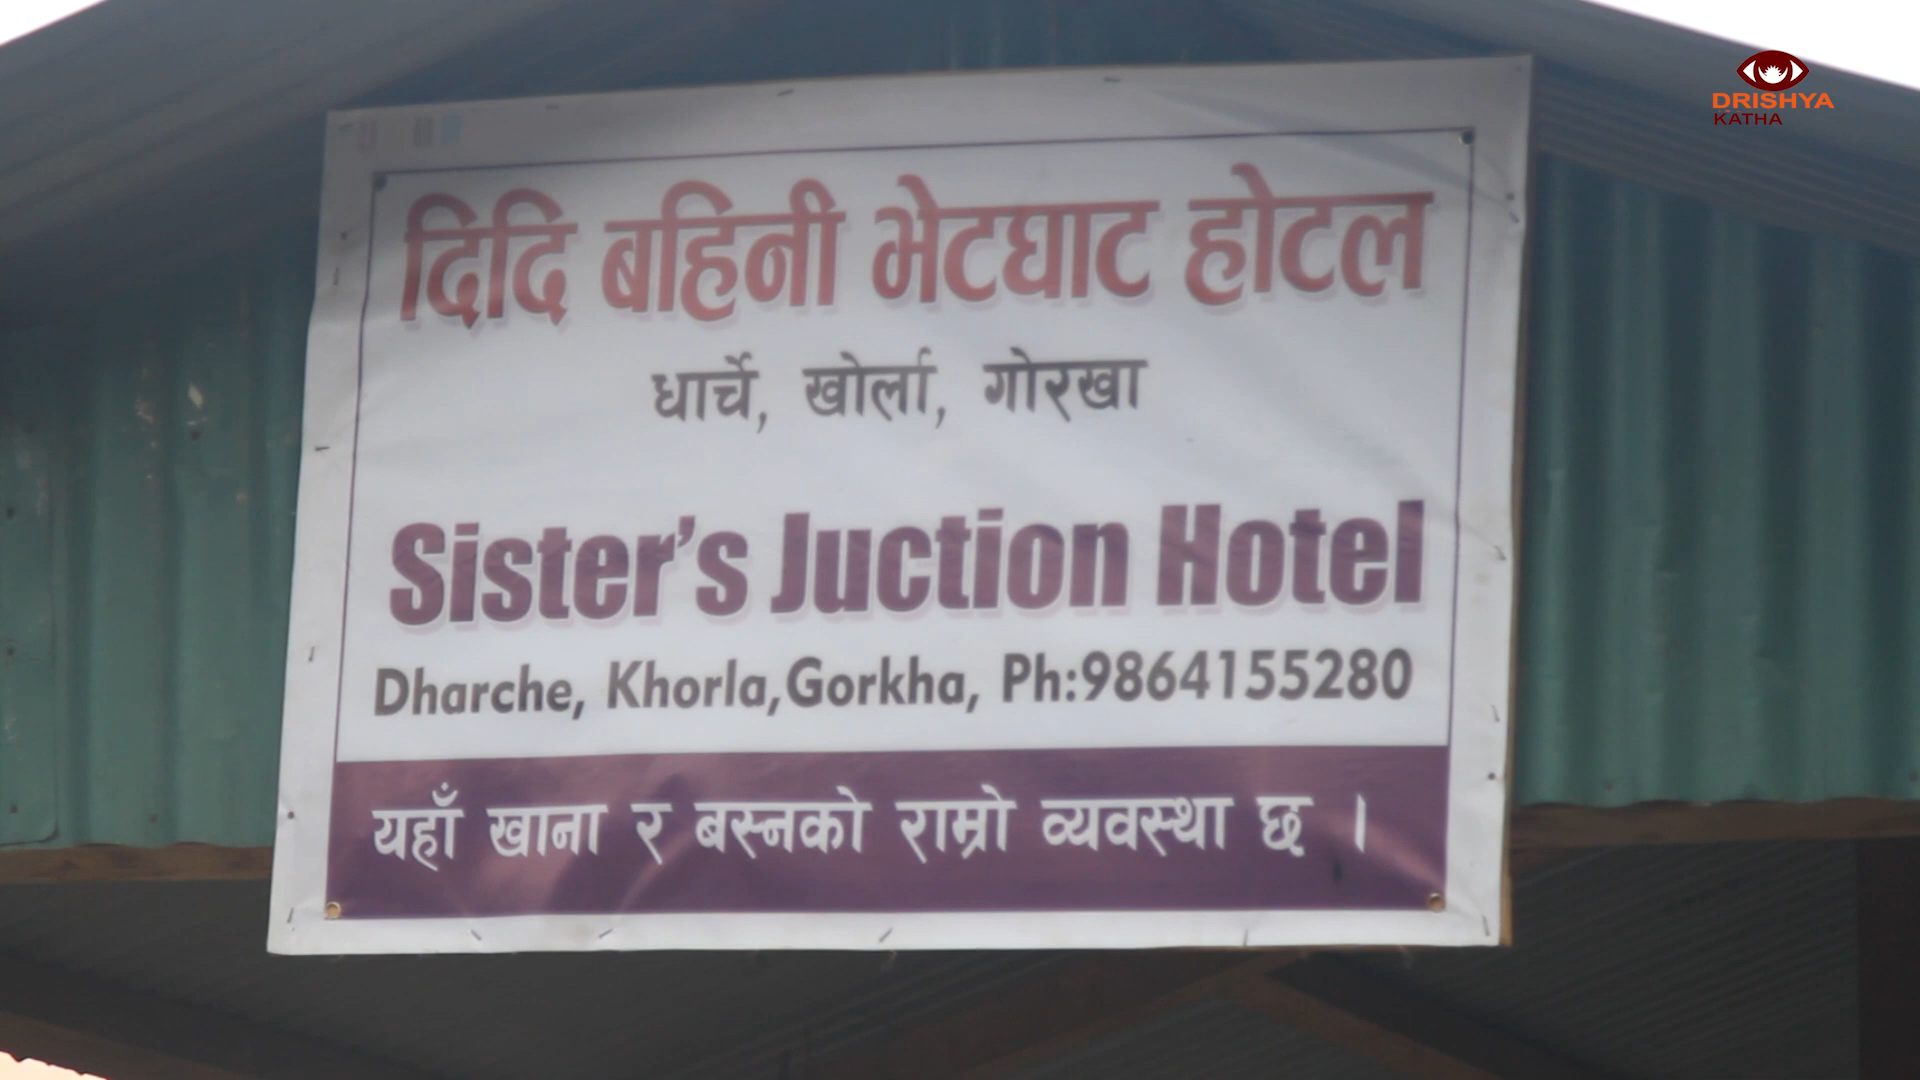 DRISHYA
KATHA
दिदि बहिनी भेटघाट होटल
धार्चे, खोर्ला, गोरखा
Sister's Juction Hotel
Dharche, Khorla,Gorkha, Ph:9864155280
यहाँ खाना र बस्नको राम्रो व्यवस्था छ ।